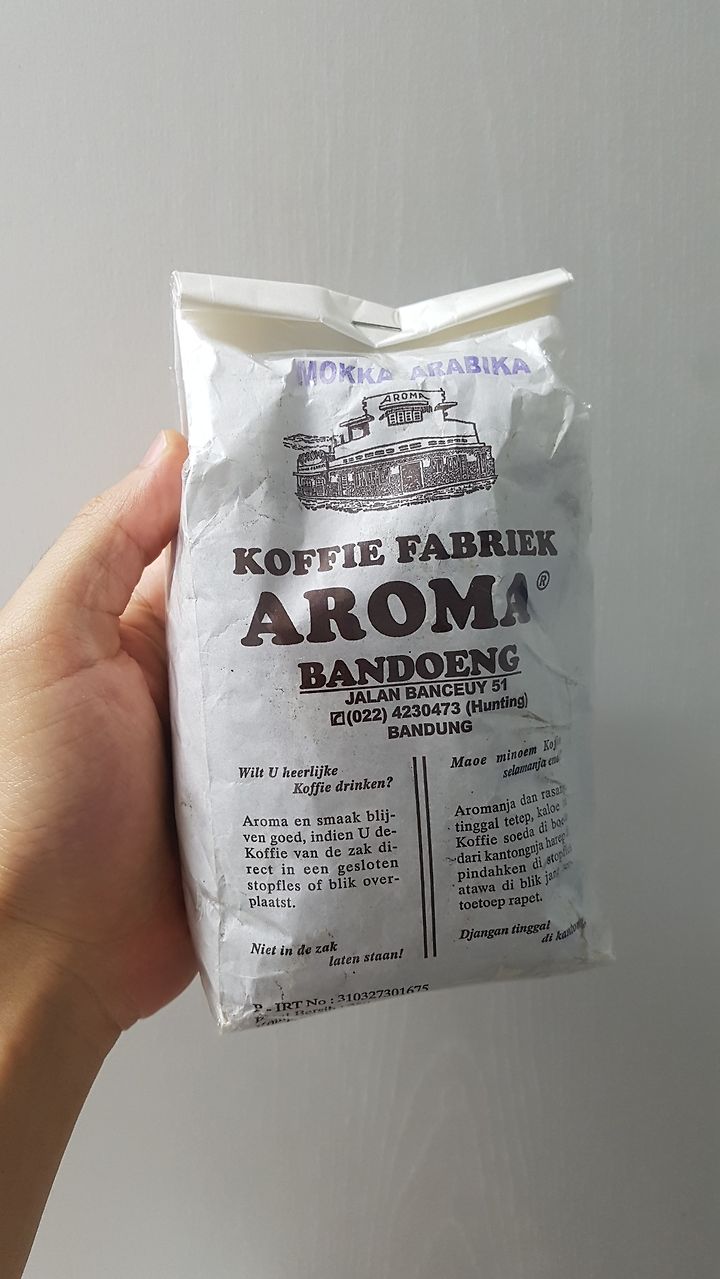 MOKKA ARABIKA
AROMA
KOFFIE FABRIEK
AROMA®
BANDOENG
JALAN BANCEUY 51
(022) 4230473 (Hunting)
BANDUNG
Wilt U heerlijke
Koffie drinken?
Aroma en smaak blij-
ven goed, indien U de-
Koffie van de zak di-
rect in een gesloten
stopfles of blik over-
plaatst.
Niet in de zak
laten staan!
Maoe minoem
selamanja
Aromanja dan
tinggal tetep, kaloe
Koffie soeda di
dari kantongnja
pindahken di
atawa di blik
toetoep rapet.
Djangan tinggal
di
P - IRT No : 310327301675